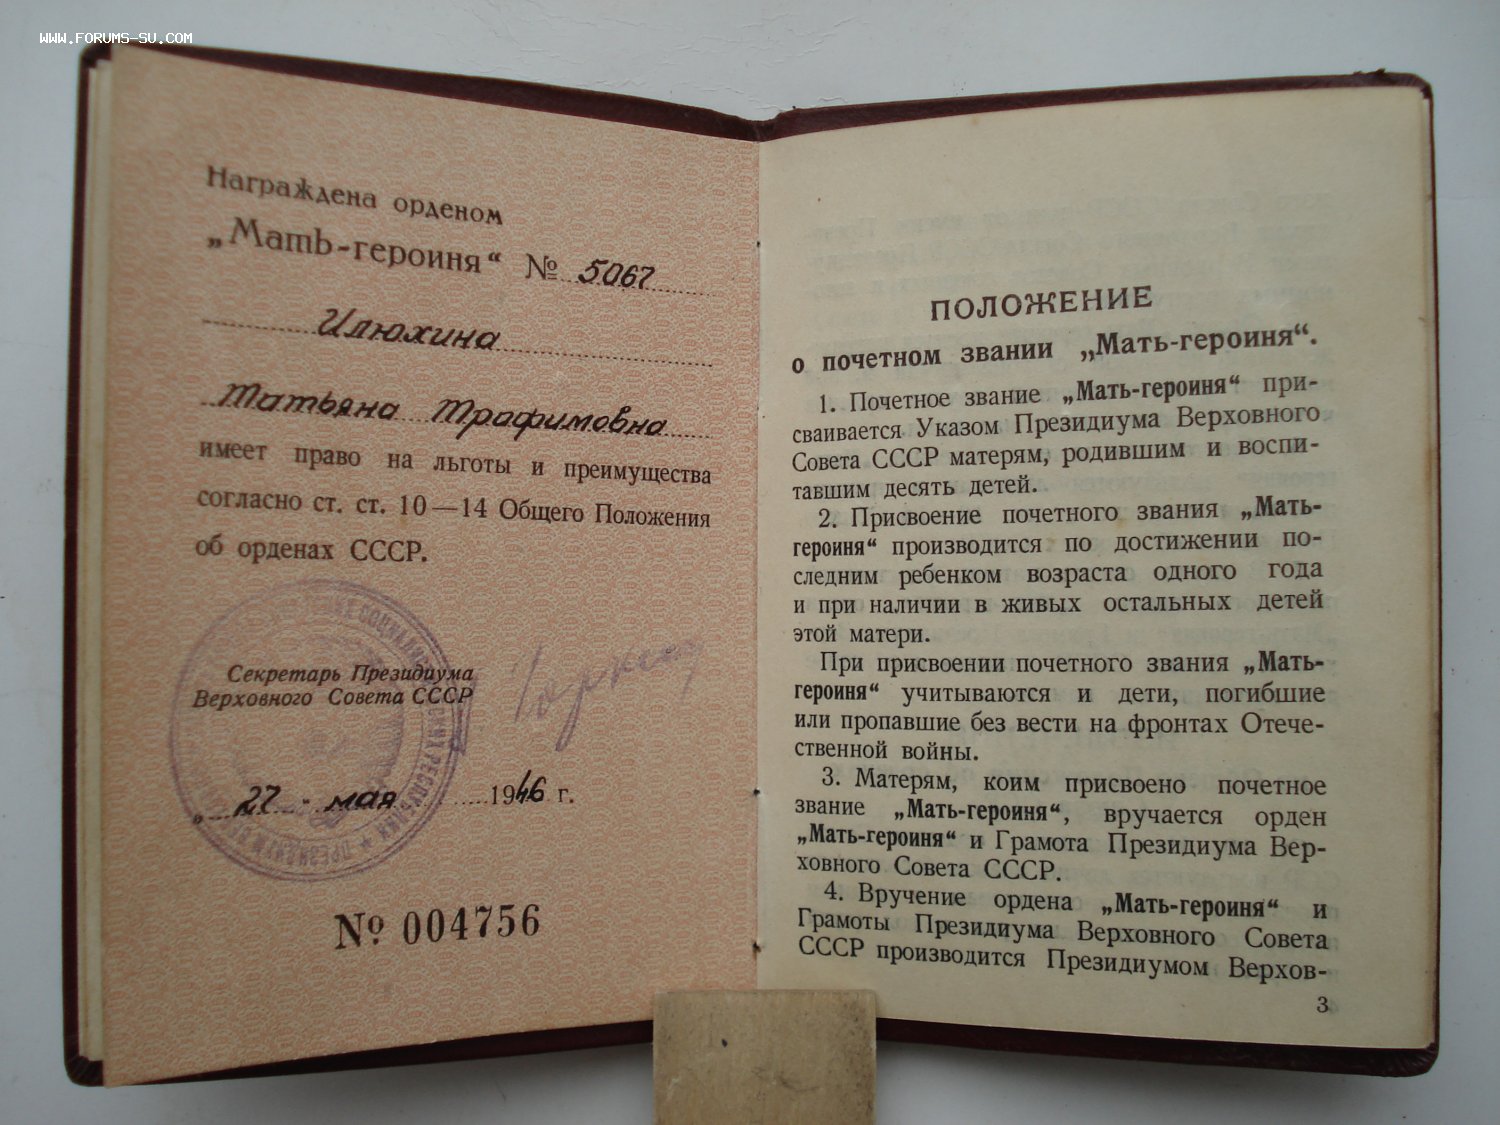 WWW.FORUMS-SU.COM
Награждена орденом
„Мать-героиня“ № 5067
Илюхина
Татьяна Трафимовна
имеет право на льготы и преимущества
согласно ст. ст. 10—14 Общего Положения
об орденах СССР.
Секретарь Президиума
Верховного Совета СССР
„ 27 - мая 1946 г.
№ 004756
ПОЛОЖЕНИЕ
о почетном звании „Мать-героиня“.
1. Почетное звание „Мать-героиня“ при-
сваивается Указом Президиума Верховного
Совета СССР матерям, родившим и воспи-
тавшим десять детей.
2. Присвоение почетного звания „Мать-
героиня“ производится по достижении по-
следним ребенком возраста одного года
и при наличии в живых остальных детей
этой матери.
При присвоении почетного звания „Мать-
героиня“ учитываются и дети, погибшие
или пропавшие без вести на фронтах Отече-
ственной войны.
3. Матерям, коим присвоено почетное
звание „Мать-героиня“, вручается орден
„Мать-героиня“ и Грамота Президиума Вер-
ховного Совета СССР.
4. Вручение ордена „Мать-героиня“ и
Грамоты Президиума Верховного Совета
СССР производится Президиумом Верхов-
3